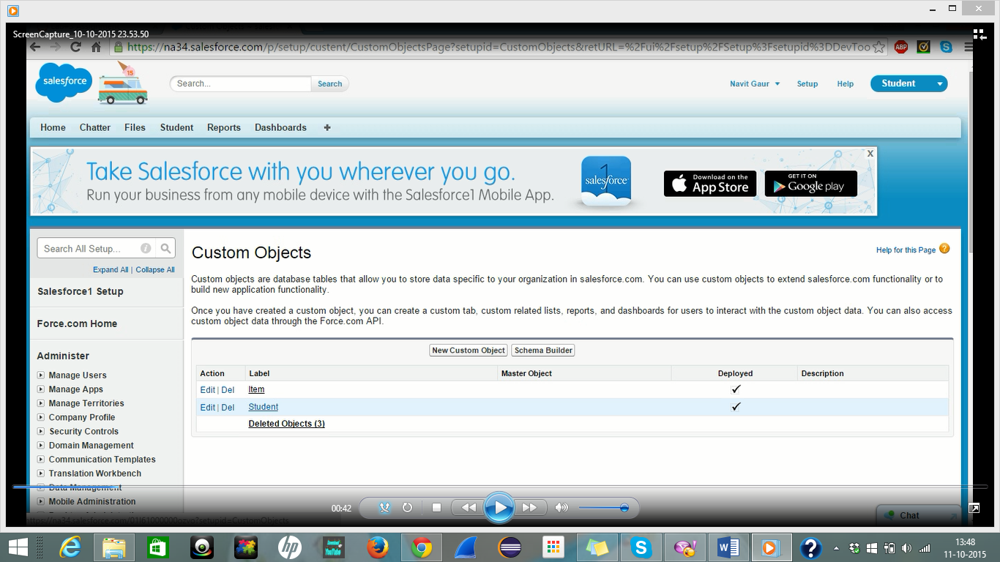 ScreenCapture_10-10-2015 23.53.50
https://na34.salesforce.com/p/setup/custent/CustomObjectsPage?setupid=CustomObjects&retURL=%2Fui%2Fsetup%2FSetup%3Fsetupid%3DDevToo
ABP
salesforce
15
Search...
Search
Navit Gaur
Setup
Help
Student
Home Chatter Files Student Reports Dashboards +
Take Salesforce with you wherever you go.
Run your business from any mobile device with the Salesforce1 Mobile App.
1
salesforce
Download on the
App Store
GET IT ON
Google play
X
Search All Setup...
Expand All | Collapse All
Salesforce1 Setup
Force.com Home
Administer
Manage Users
Manage Apps
Manage Territories
Company Profile
Security Controls
Domain Management
Communication Templates
Translation Workbench
Data Management
Mobile Administration
Custom Objects
Help for this Page ?
Custom objects are database tables that allow you to store data specific to your organization in salesforce.com. You can use custom objects to extend salesforce.com functionality or to
build new application functionality.
Once you have created a custom object, you can create a custom tab, custom related lists, reports, and dashboards for users to interact with the custom object data. You can also access
custom object data through the Force.com API.
New Custom Object Schema Builder
Action Label Master Object Deployed Description
Edit | Del Item
Edit | Del Student
Deleted Objects (3)
00:42
Chat
13:48
11-10-2015